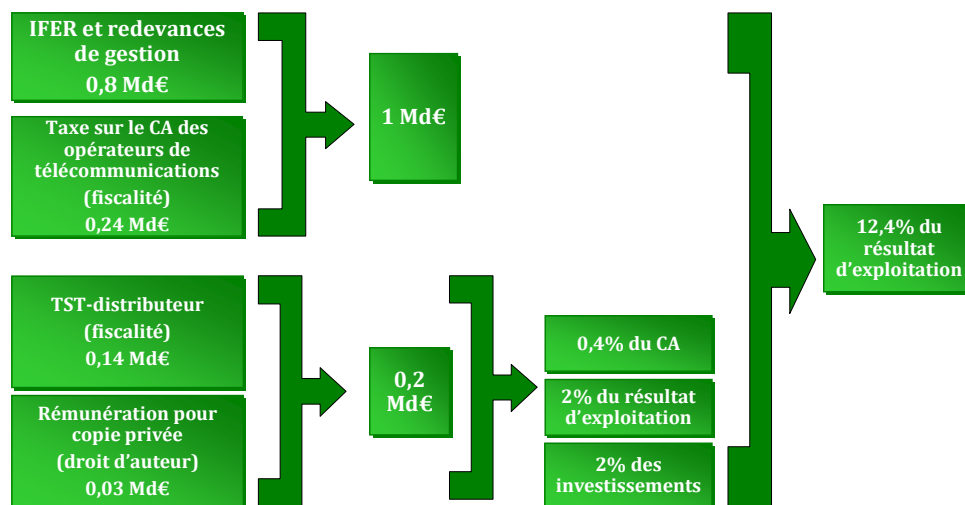 IFER et redevances
de gestion
0,8 Md€
Taxe sur le CA des
opérateurs de
télécommunications
(fiscalité)
0,24 Md€
1 Md€
TST-distributeur
(fiscalité)
0,14 Md€
Rémunération pour
copie privée
(droit d’auteur)
0,03 Md€
0,2
Md€
0,4% du CA
2% du résultat
d’exploitation
2% des
investissements
12,4% du
résultat
d’exploitation